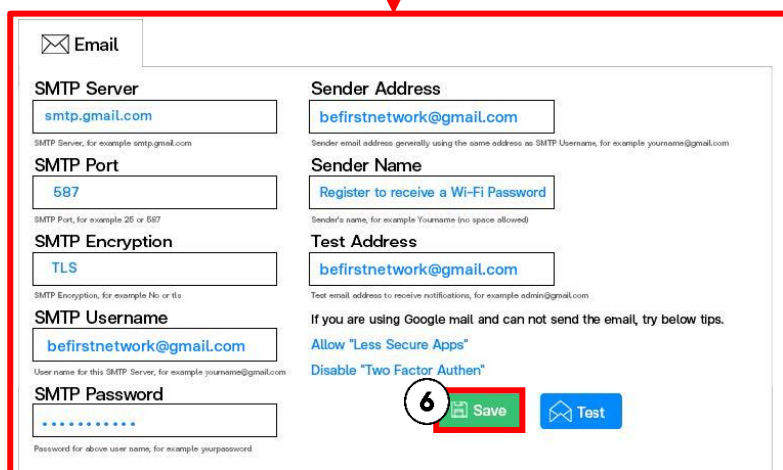 Email
SMTP Server
smtp.gmail.com
SMTP Server, for example smtp.gmail.com
SMTP Port
587
SMTP Port, for example 25 or 587
SMTP Encryption
TLS
SMTP Encryption, for example No or tls
SMTP Username
befirstnetwork@gmail.com
User name for this SMTP Server, for example yourname@gmail.com
SMTP Password
Password for above user name, for example yourpassword
Sender Address
befirstnetwork@gmail.com
Sender email address generally using the same address as SMTP Username, for example yourname@gmail.com
Sender Name
Register to receive a Wi-Fi Password
Sender's name, for example Yourname (no space allowed)
Test Address
befirstnetwork@gmail.com
Test email address to receive notifications, for example admin@gmail.com
If you are using Google mail and can not send the email, try below tips.
Allow "Less Secure Apps"
Disable "Two Factor Authen"
6
Save
Test